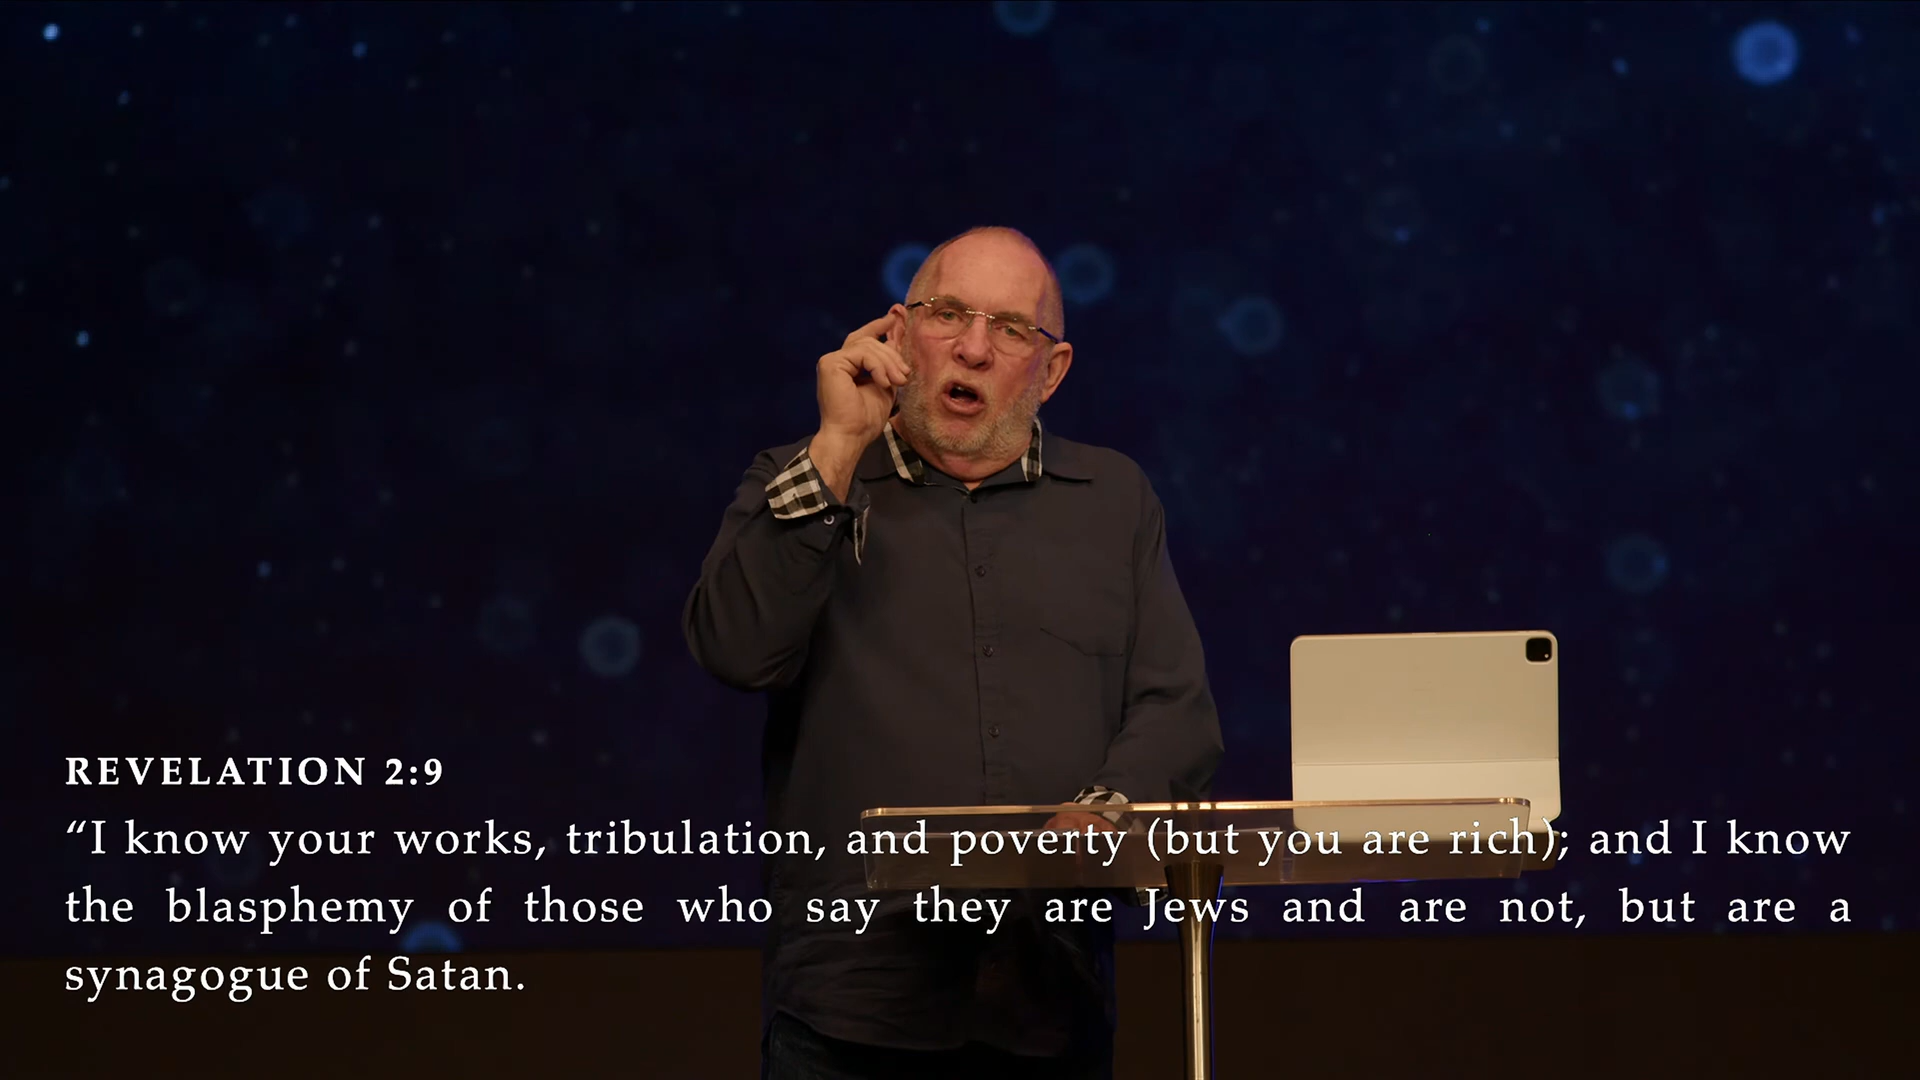 REVELATION 2:9
“I know your works, tribulation, and poverty (but you are rich); and I know
the blasphemy of those who say they are Jews and are not, but are a
synagogue of Satan.